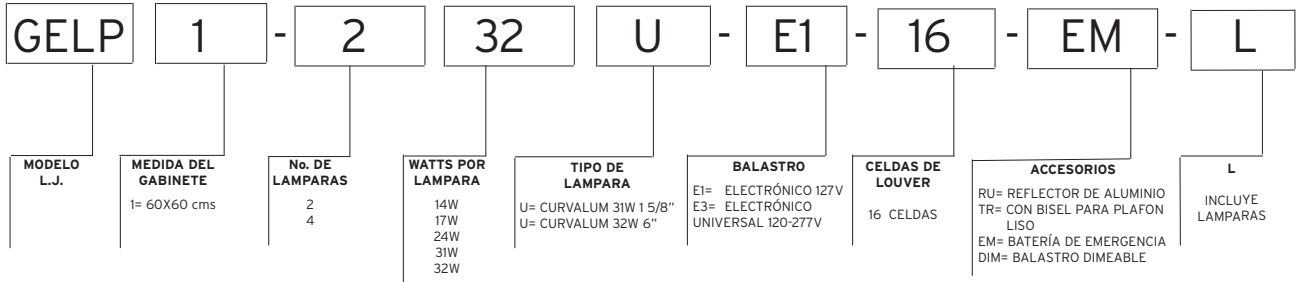 GELP 1 - 2 32 U - E1 - 16 - EM - L
MODELO
L.J.
MEDIDA DEL
GABINETE
1= 60X60 cms
No. DE
LAMPARAS
2
4
WATTS POR
LAMPARA
14W
17W
24W
31W
32W
TIPO DE
LAMPARA
U= CURVALUM 31W 1 5/8”
U= CURVALUM 32W 6”
BALASTRO
E1= ELECTRÓNICO 127V
E3= ELECTRÓNICO
UNIVERSAL 120-277V
CELDAS DE
LOUVER
16 CELDAS
ACCESORIOS
RU= REFLECTOR DE ALUMINIO
TR= CON BISEL PARA PLAFON
LISO
EM= BATERÍA DE EMERGENCIA
DIM= BALASTRO DIMEABLE
L
INCLUYE
LAMPARAS